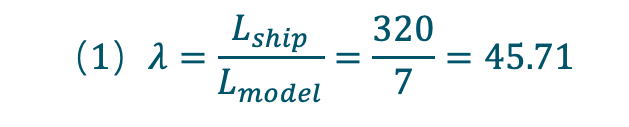 (1) λ = L_ship / L_model = 320 / 7 = 45.71